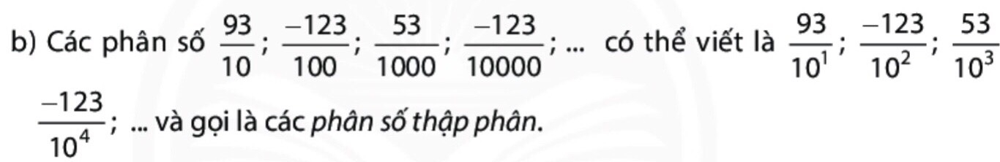 b) Các phân số $\frac{93}{10}$; $\frac{-123}{100}$; $\frac{53}{1000}$; $\frac{-123}{10000}$; ... có thể viết là $\frac{93}{10^1}$; $\frac{-123}{10^2}$; $\frac{53}{10^3}$
$\frac{-123}{10^4}$; ... và gọi là các phân số thập phân.